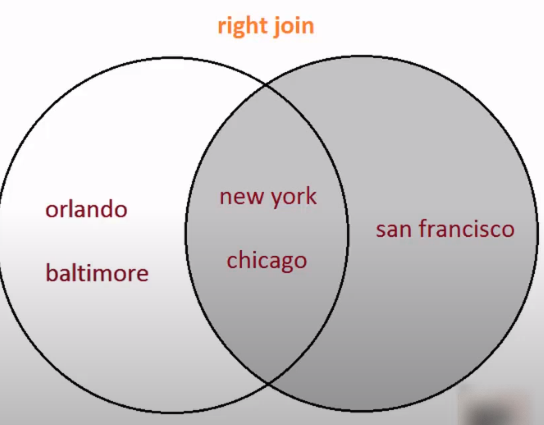 right join
orlando
baltimore
new york
chicago
san francisco